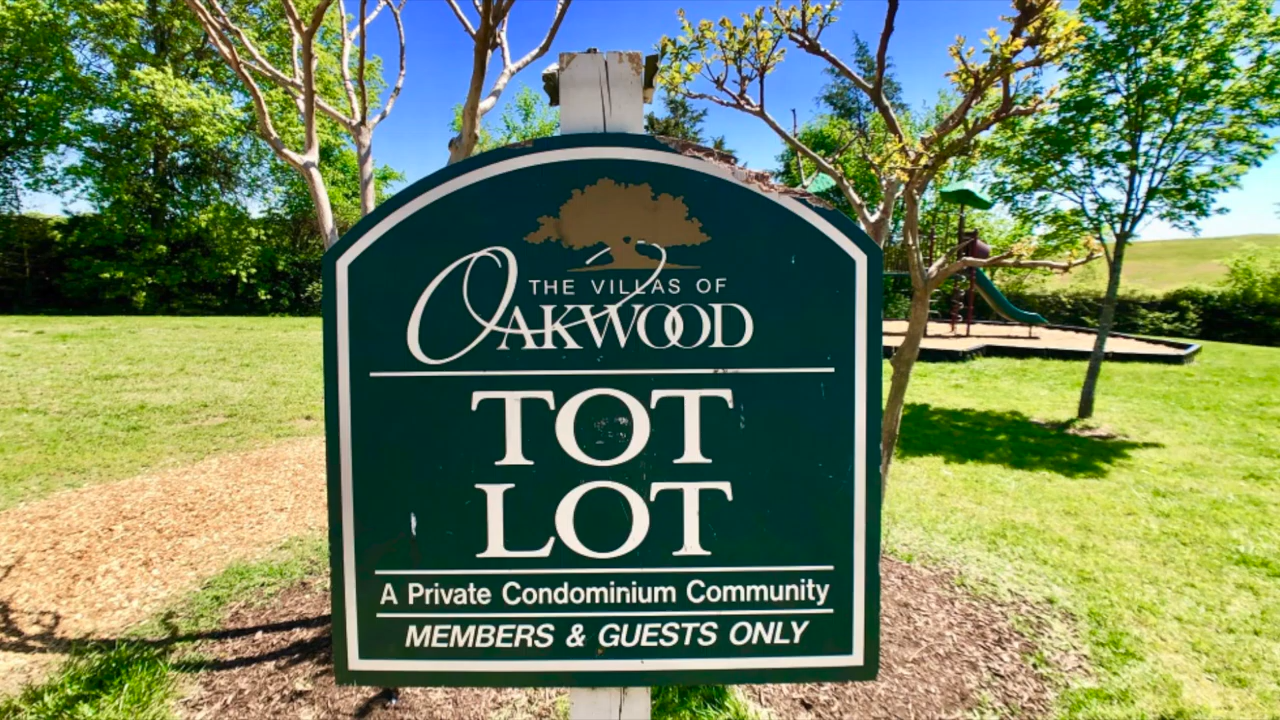 THE VILLAS OF
OAKWOOD
TOT
LOT
A Private Condominium Community
MEMBERS & GUESTS ONLY